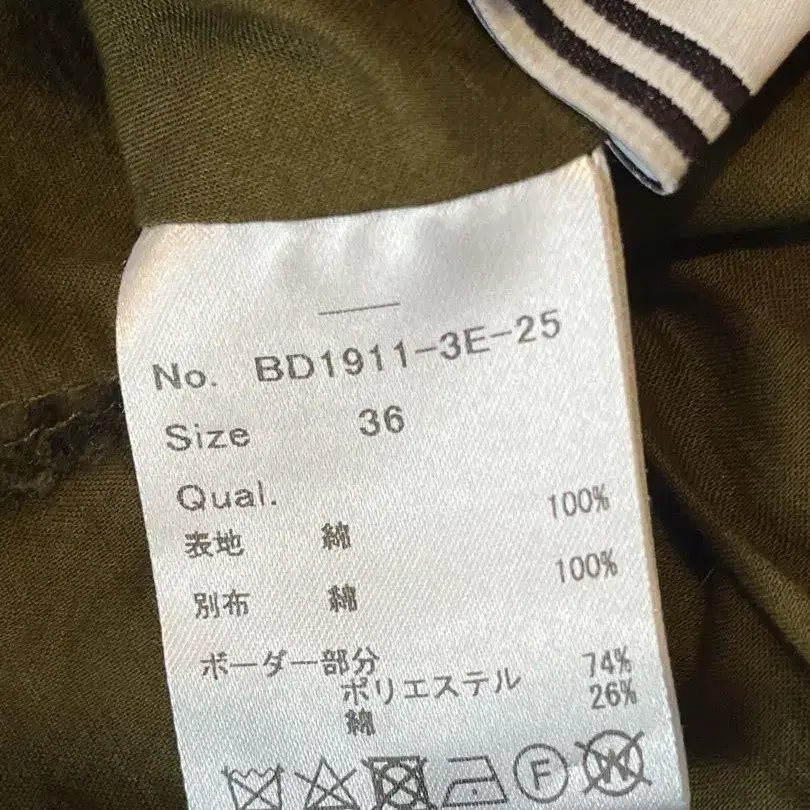 No. BD1911-3E-25
Size 36
Qual.
表地 綿 100%
別布 綿 100%
ボーダー部分
ポリエステル 74%
綿 26%
F
W